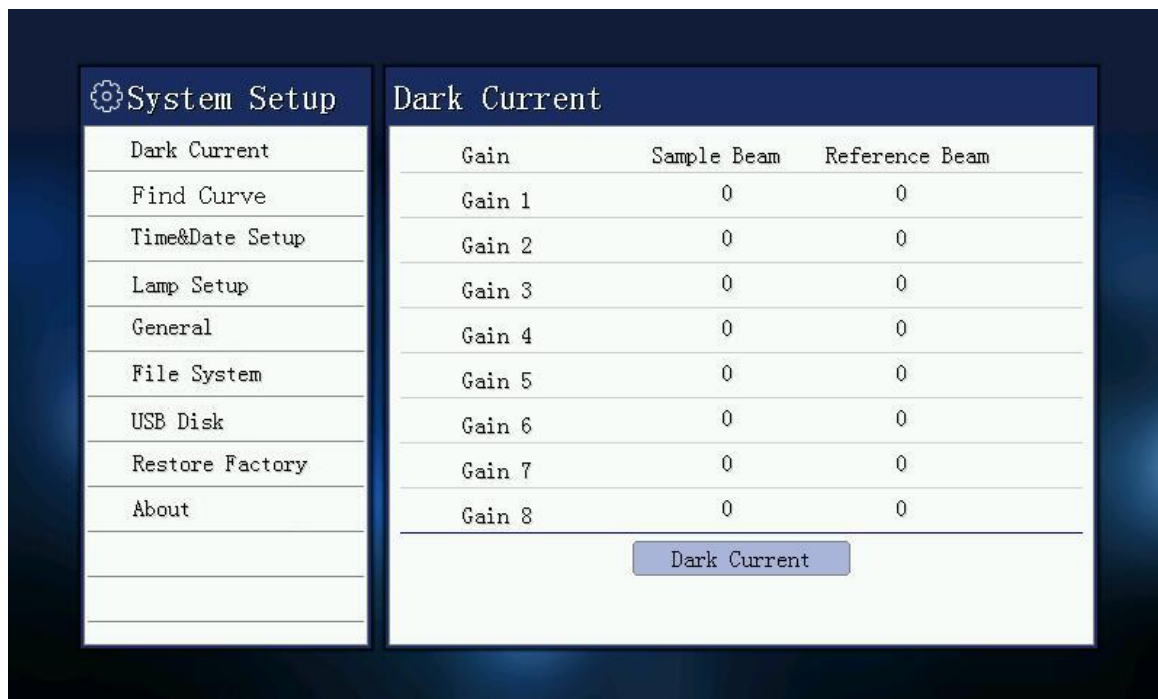 System Setup
Dark Current
Find Curve
Time&Date Setup
Lamp Setup
General
File System
USB Disk
Restore Factory
About
Dark Current
Gain Sample Beam Reference Beam
Gain 1 0 0
Gain 2 0 0
Gain 3 0 0
Gain 4 0 0
Gain 5 0 0
Gain 6 0 0
Gain 7 0 0
Gain 8 0 0
Dark Current